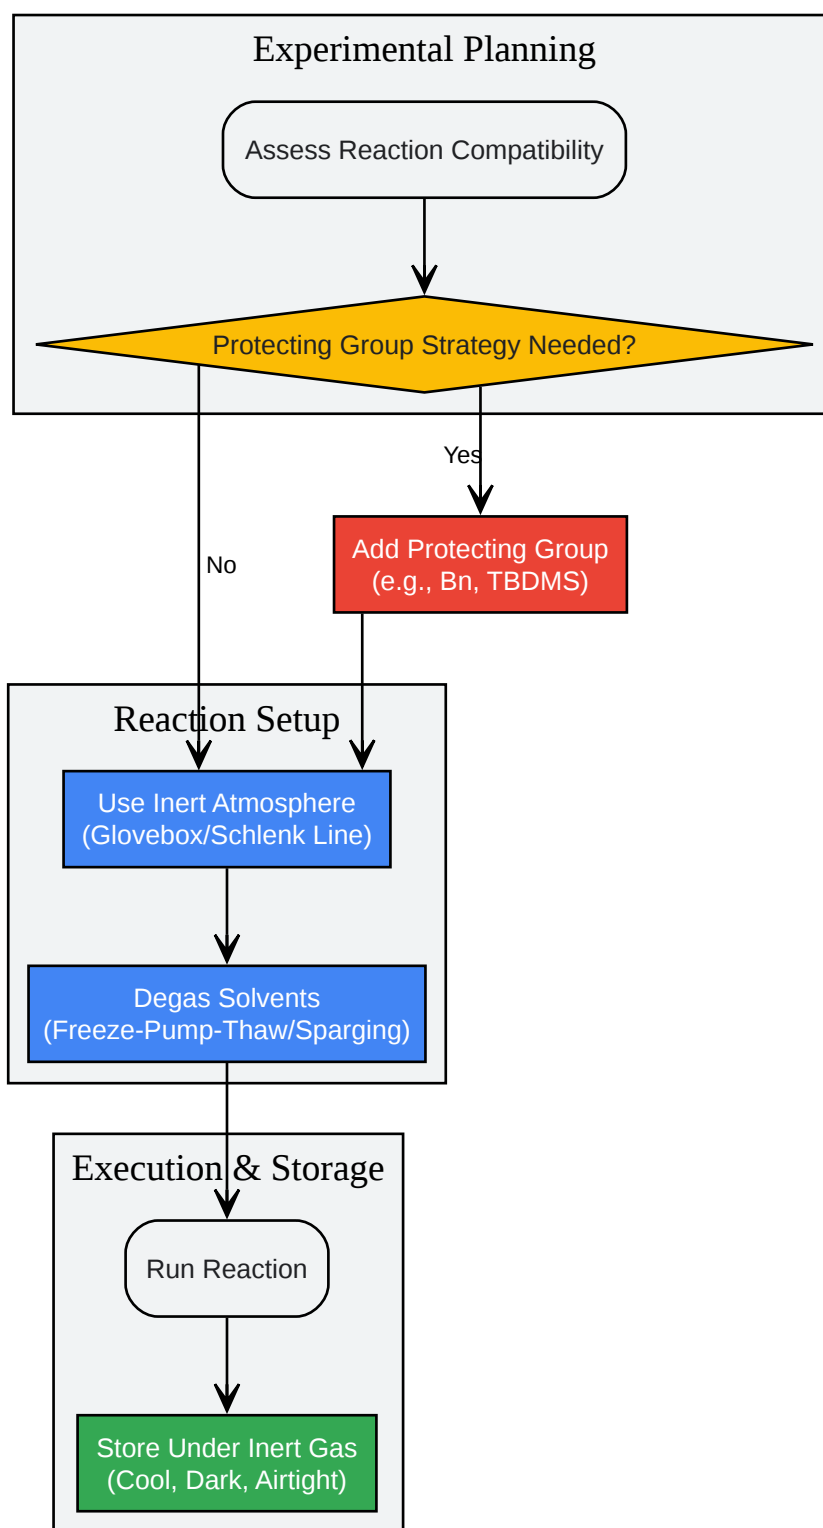 Experimental Planning
Assess Reaction Compatibility
Protecting Group Strategy Needed?
Yes
Add Protecting Group
(e.g., Bn, TBDMS)
No
Reaction Setup
Use Inert Atmosphere
(Glovebox/Schlenk Line)
Degas Solvents
(Freeze-Pump-Thaw/Sparging)
Execution & Storage
Run Reaction
Store Under Inert Gas
(Cool, Dark, Airtight)